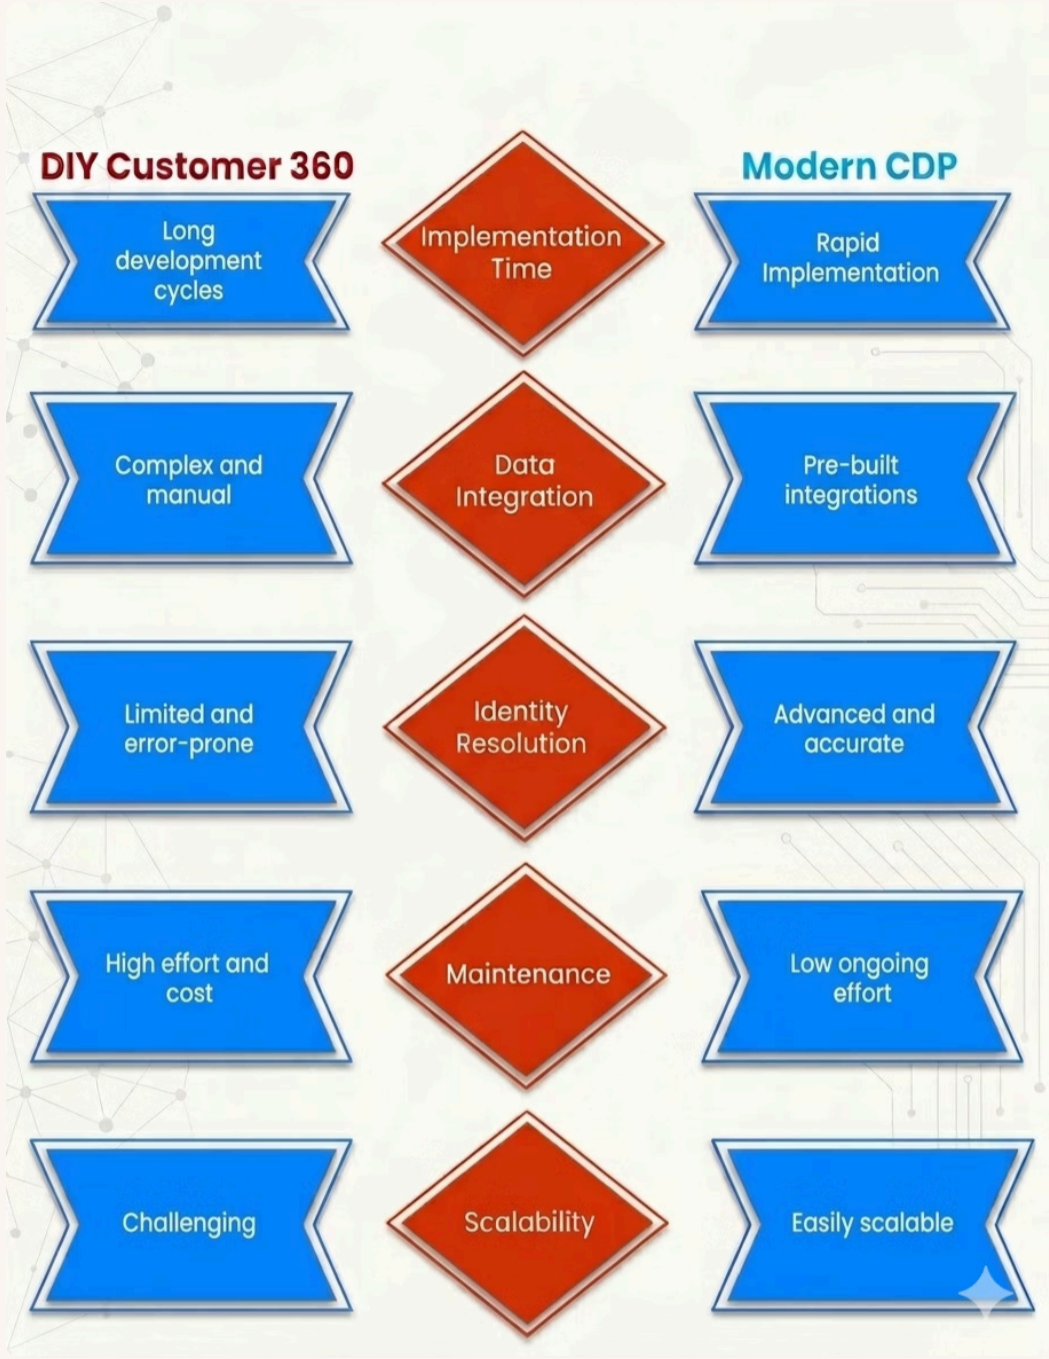 DIY Customer 360
Modern CDP
Long
development
cycles
Implementation
Time
Rapid
Implementation
Complex and
manual
Data
Integration
Pre-built
integrations
Limited and
error-prone
Identity
Resolution
Advanced and
accurate
High effort and
cost
Maintenance
Low ongoing
effort
Challenging
Scalability
Easily scalable